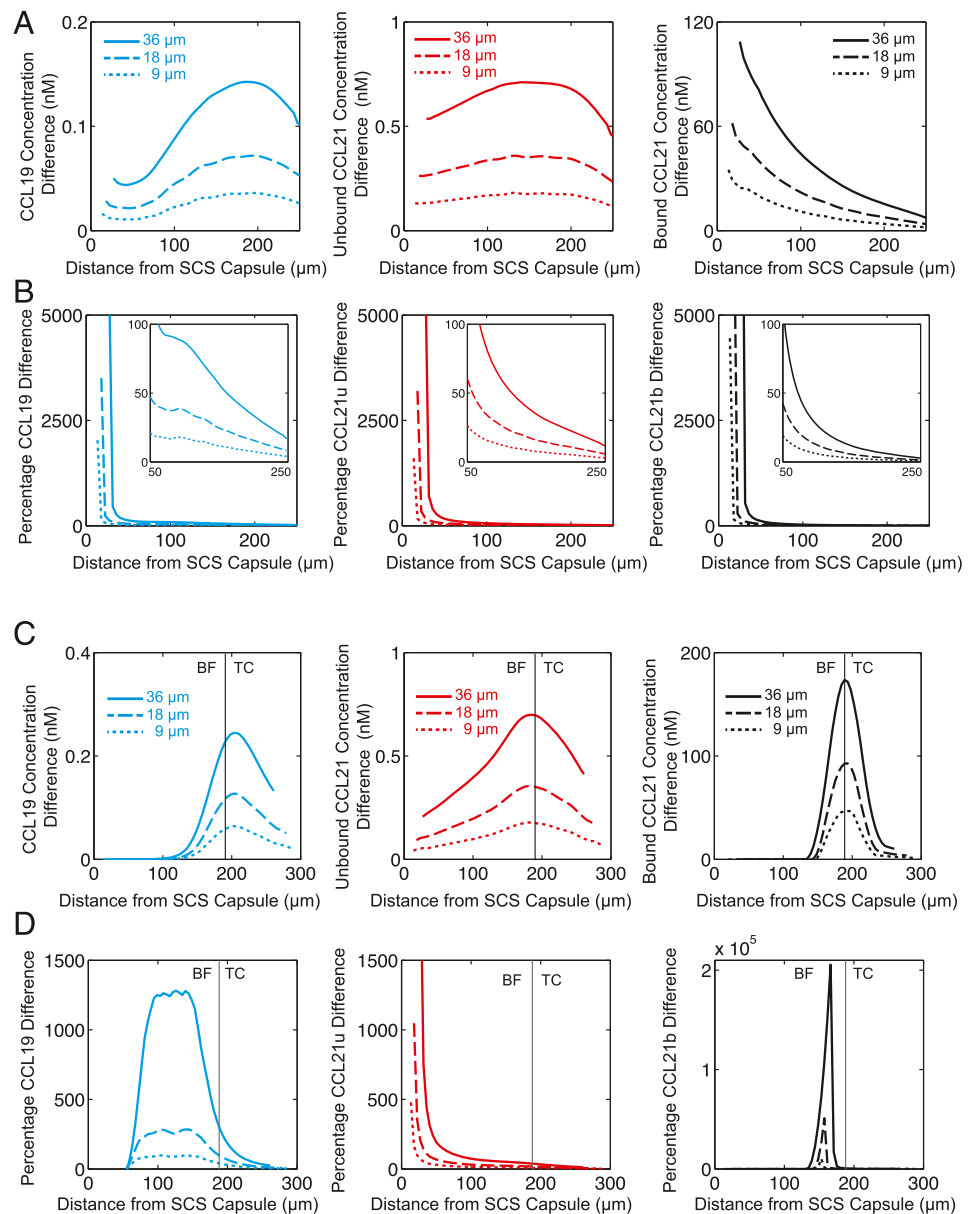 A
CCL19 Concentration
Difference (nM)
0.2
0.1
0
36 µm
18 µm
9 µm
0 100 200
Distance from SCS Capsule (µm)
Unbound CCL21 Concentration
Difference (nM)
1
0.5
0
36 µm
18 µm
9 µm
0 100 200
Distance from SCS Capsule (µm)
Bound CCL21 Concentration
Difference (nM)
120
60
0
36 µm
18 µm
9 µm
0 100 200
Distance from SCS Capsule (µm)
B
Percentage CCL19 Difference
5000
2500
0
100
50
0
50 250
0 100 200
Distance from SCS Capsule (µm)
Percentage CCL21u Difference
5000
2500
0
100
50
0
50 250
0 100 200
Distance from SCS Capsule (µm)
Percentage CCL21b Difference
5000
2500
0
100
50
0
50 250
0 100 200
Distance from SCS Capsule (µm)
C
CCL19 Concentration
Difference (nM)
0.4
0.2
0
BF TC
36 µm
18 µm
9 µm
0 100 200 300
Distance from SCS Capsule (µm)
Unbound CCL21 Concentration
Difference (nM)
1
0.5
0
BF TC
36 µm
18 µm
9 µm
0 100 200 300
Distance from SCS Capsule (µm)
Bound CCL21 Concentration
Difference (nM)
200
100
0
BF TC
36 µm
18 µm
9 µm
0 100 200 300
Distance from SCS Capsule (µm)
D
Percentage CCL19 Difference
1500
1000
500
0
BF TC
0 100 200 300
Distance from SCS Capsule (µm)
Percentage CCL21u Difference
1500
1000
500
0
BF TC
0 100 200 300
Distance from SCS Capsule (µm)
Percentage CCL21b Difference
x 10^5
2
1
0
BF TC
0 100 200 300
Distance from SCS Capsule (µm)